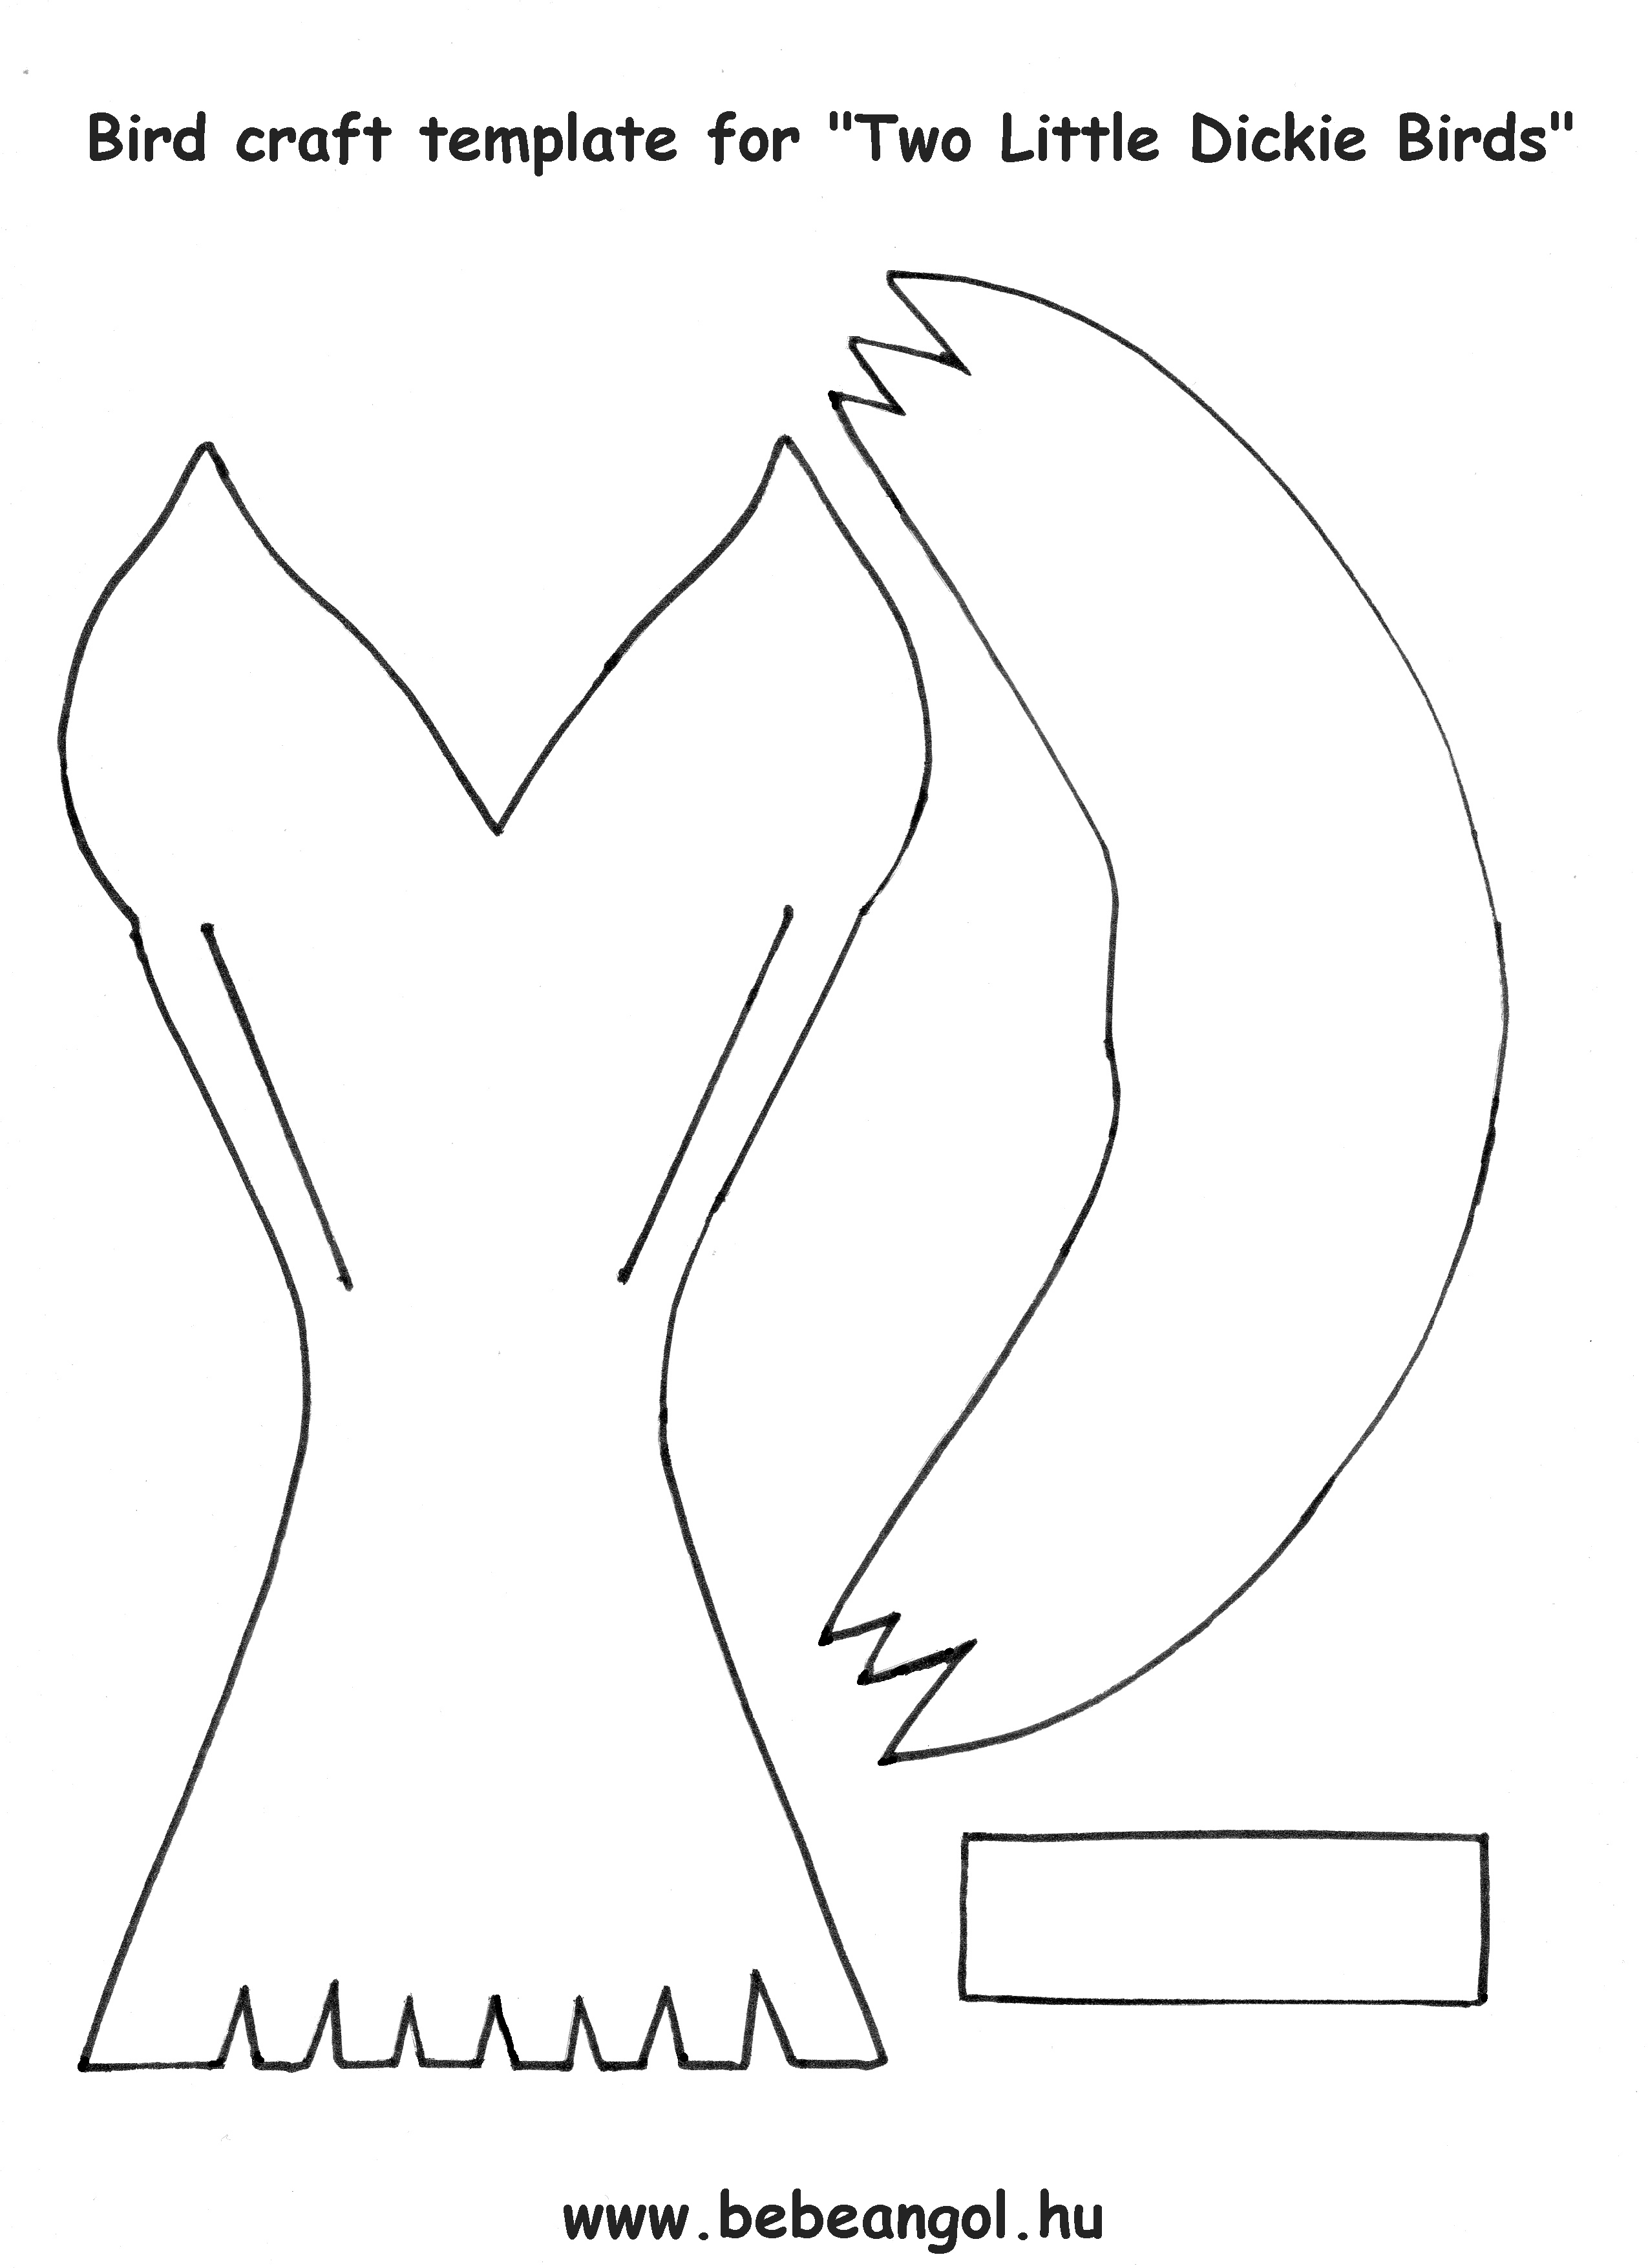 Bird craft template for "Two Little Dickie Birds"
www.bebeangol.hu